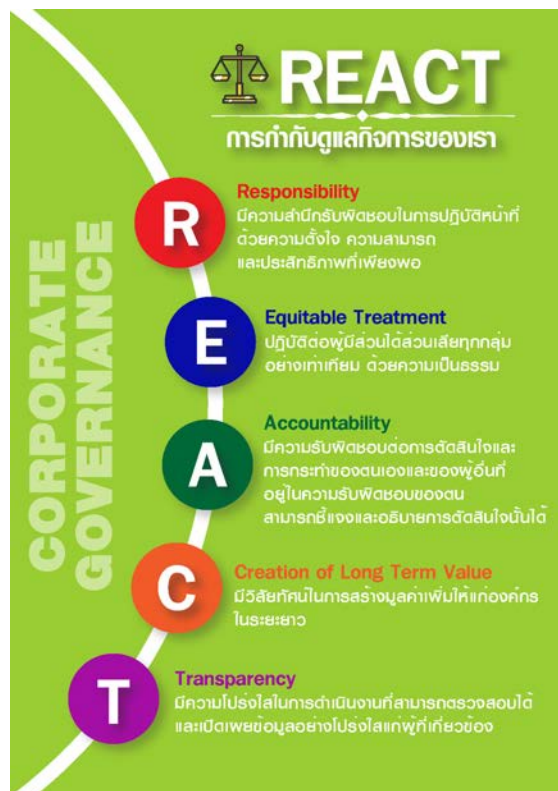 REACT
การกำกับดูแลกิจการของเรา
CORPORATE
GOVERNANCE
R
Responsibility
มีความสำนึกรับผิดชอบในการปฏิบัติหน้าที่
ด้วยความตั้งใจ ความสามารถ
และประสิทธิภาพที่เพียงพอ
E
Equitable Treatment
ปฏิบัติต่อผู้มีส่วนได้ส่วนเสียทุกกลุ่ม
อย่างเท่าเทียม ด้วยความเป็นธรรม
A
Accountability
มีความรับผิดชอบต่อการตัดสินใจและ
การกระทำของตนเองและของผู้อื่นที่
อยู่ในความรับผิดชอบของตน
สามารถชี้แจงและอธิบายการตัดสินใจนั้นได้
C
Creation of Long Term Value
มีวิสัยทัศน์ในการสร้างมูลค่าเพิ่มให้แก่องค์กร
ในระยะยาว
T
Transparency
มีความโปร่งใสในการดำเนินงานที่สามารถตรวจสอบได้
และเปิดเผยข้อมูลอย่างโปร่งใสแก่ผู้ที่เกี่ยวข้อง